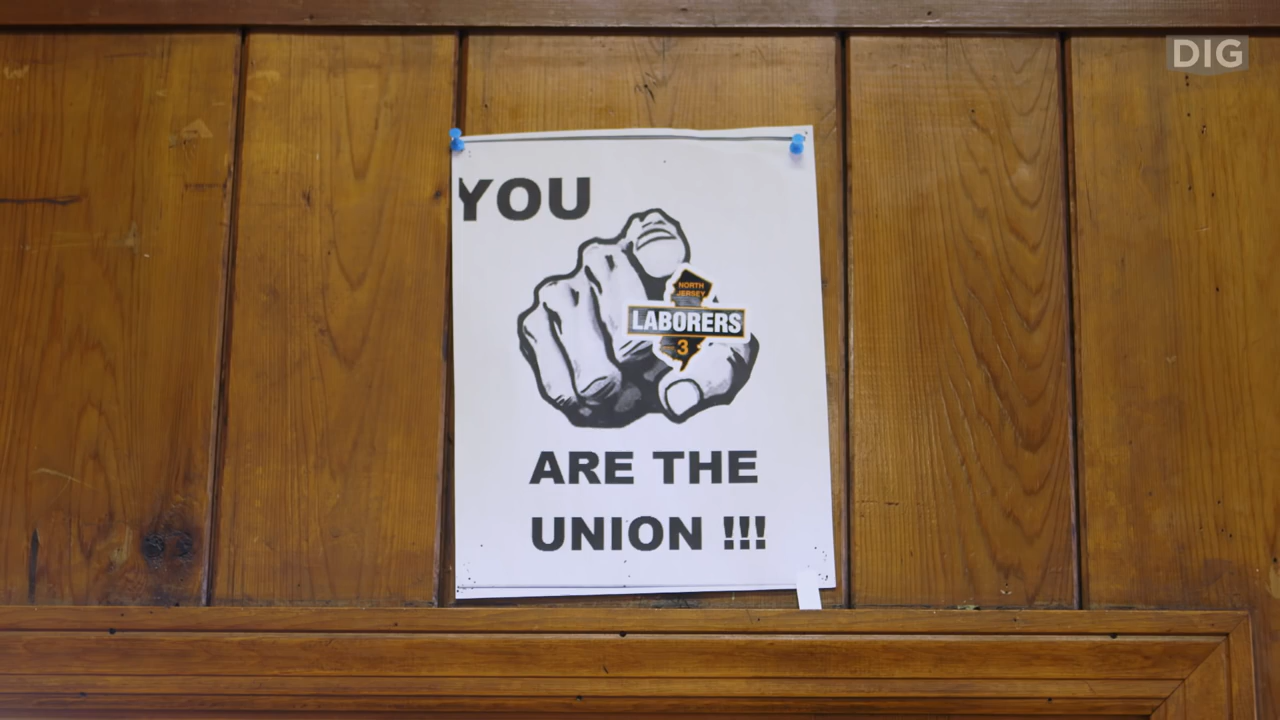 DIG
YOU
NORTH
JERSEY
LABORERS
3
ARE THE
UNION !!!